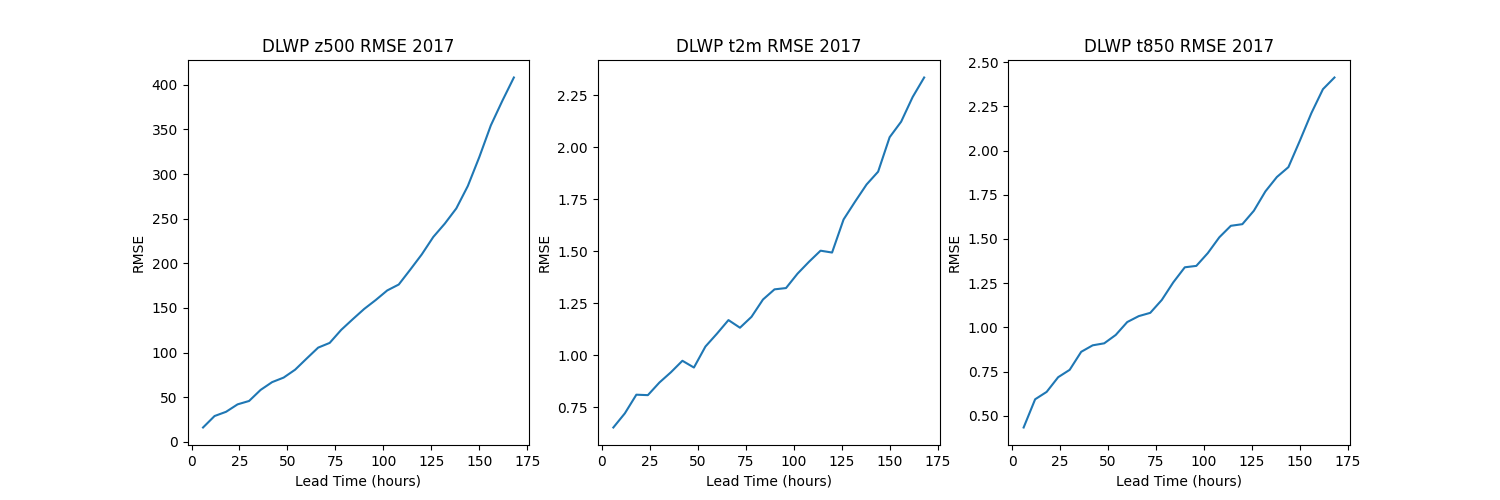 DLWP z500 RMSE 2017
RMSE
400
350
300
250
200
150
100
50
0
0 25 50 75 100 125 150 175
Lead Time (hours)
DLWP t2m RMSE 2017
RMSE
2.25
2.00
1.75
1.50
1.25
1.00
0.75
0 25 50 75 100 125 150 175
Lead Time (hours)
DLWP t850 RMSE 2017
RMSE
2.50
2.25
2.00
1.75
1.50
1.25
1.00
0.75
0.50
0 25 50 75 100 125 150 175
Lead Time (hours)